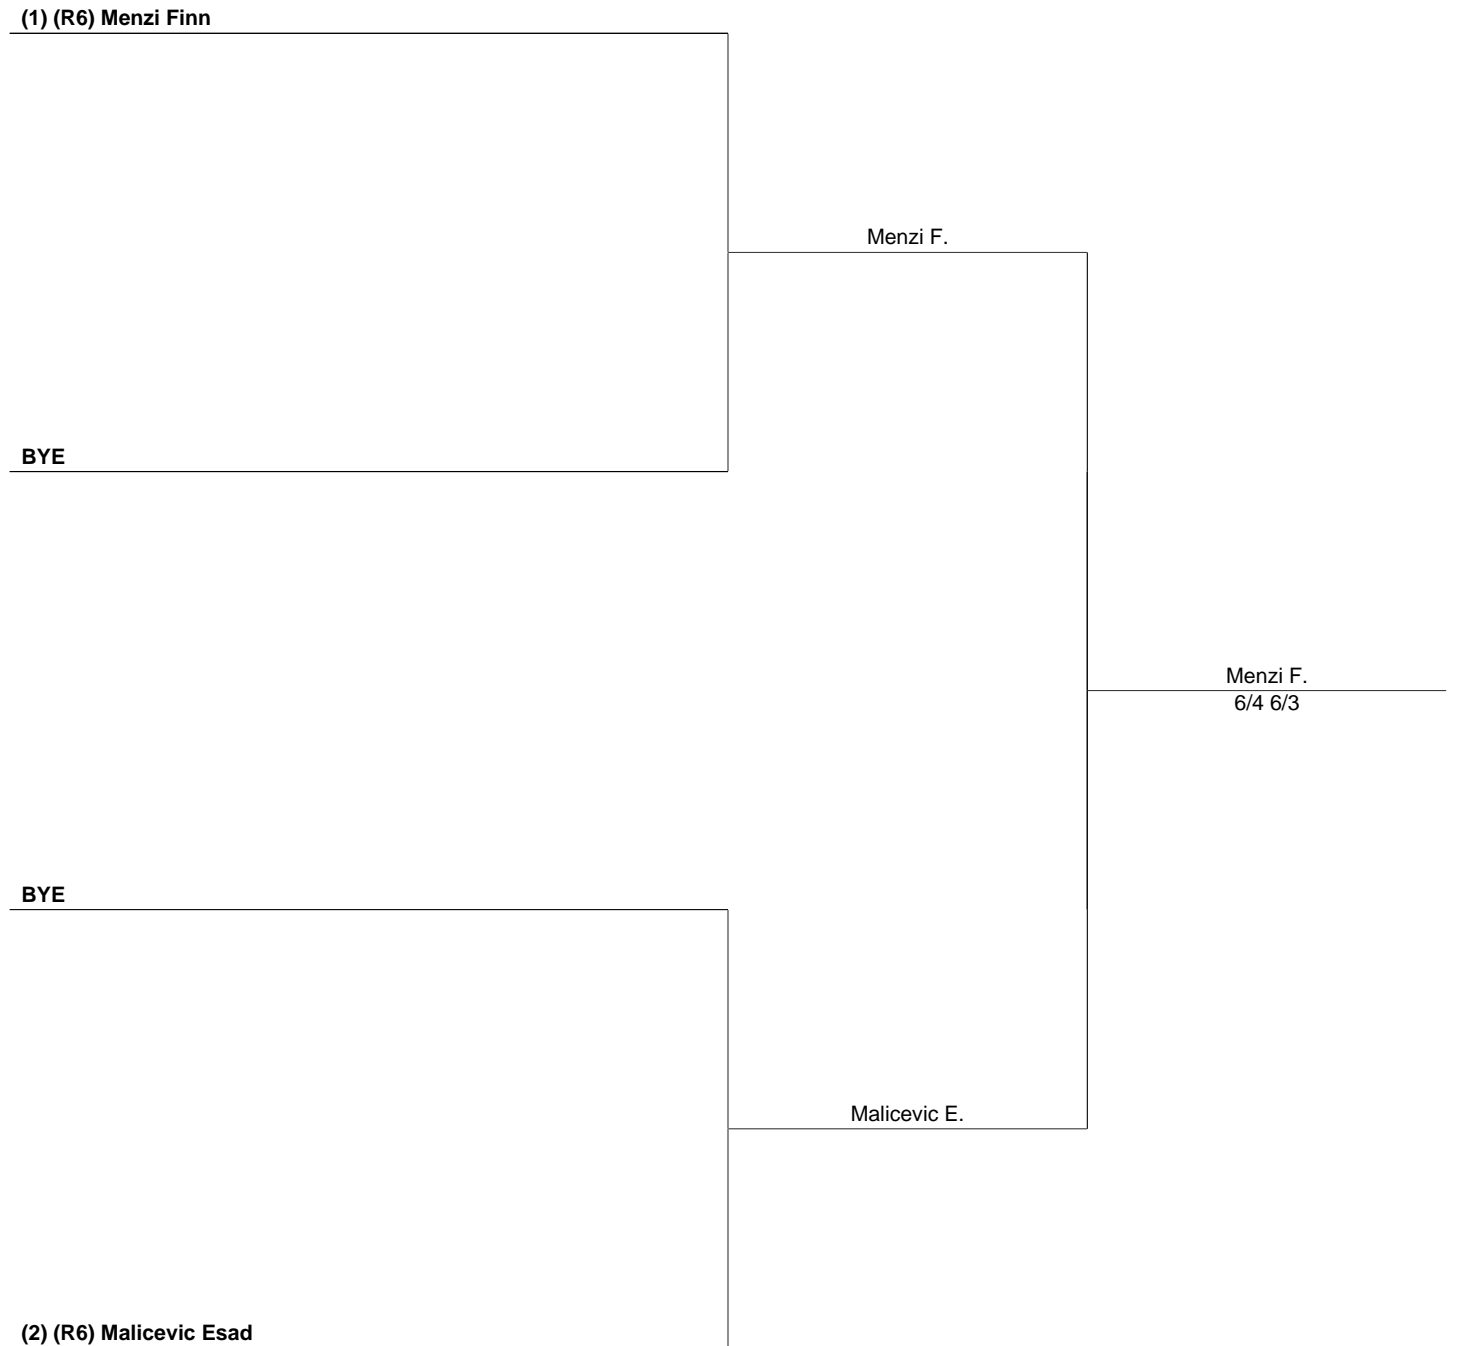 (1) (R6) Menzi Finn
Menzi F.
BYE
Menzi F.
6/4 6/3
BYE
Malicevic E.
(2) (R6) Malicevic Esad